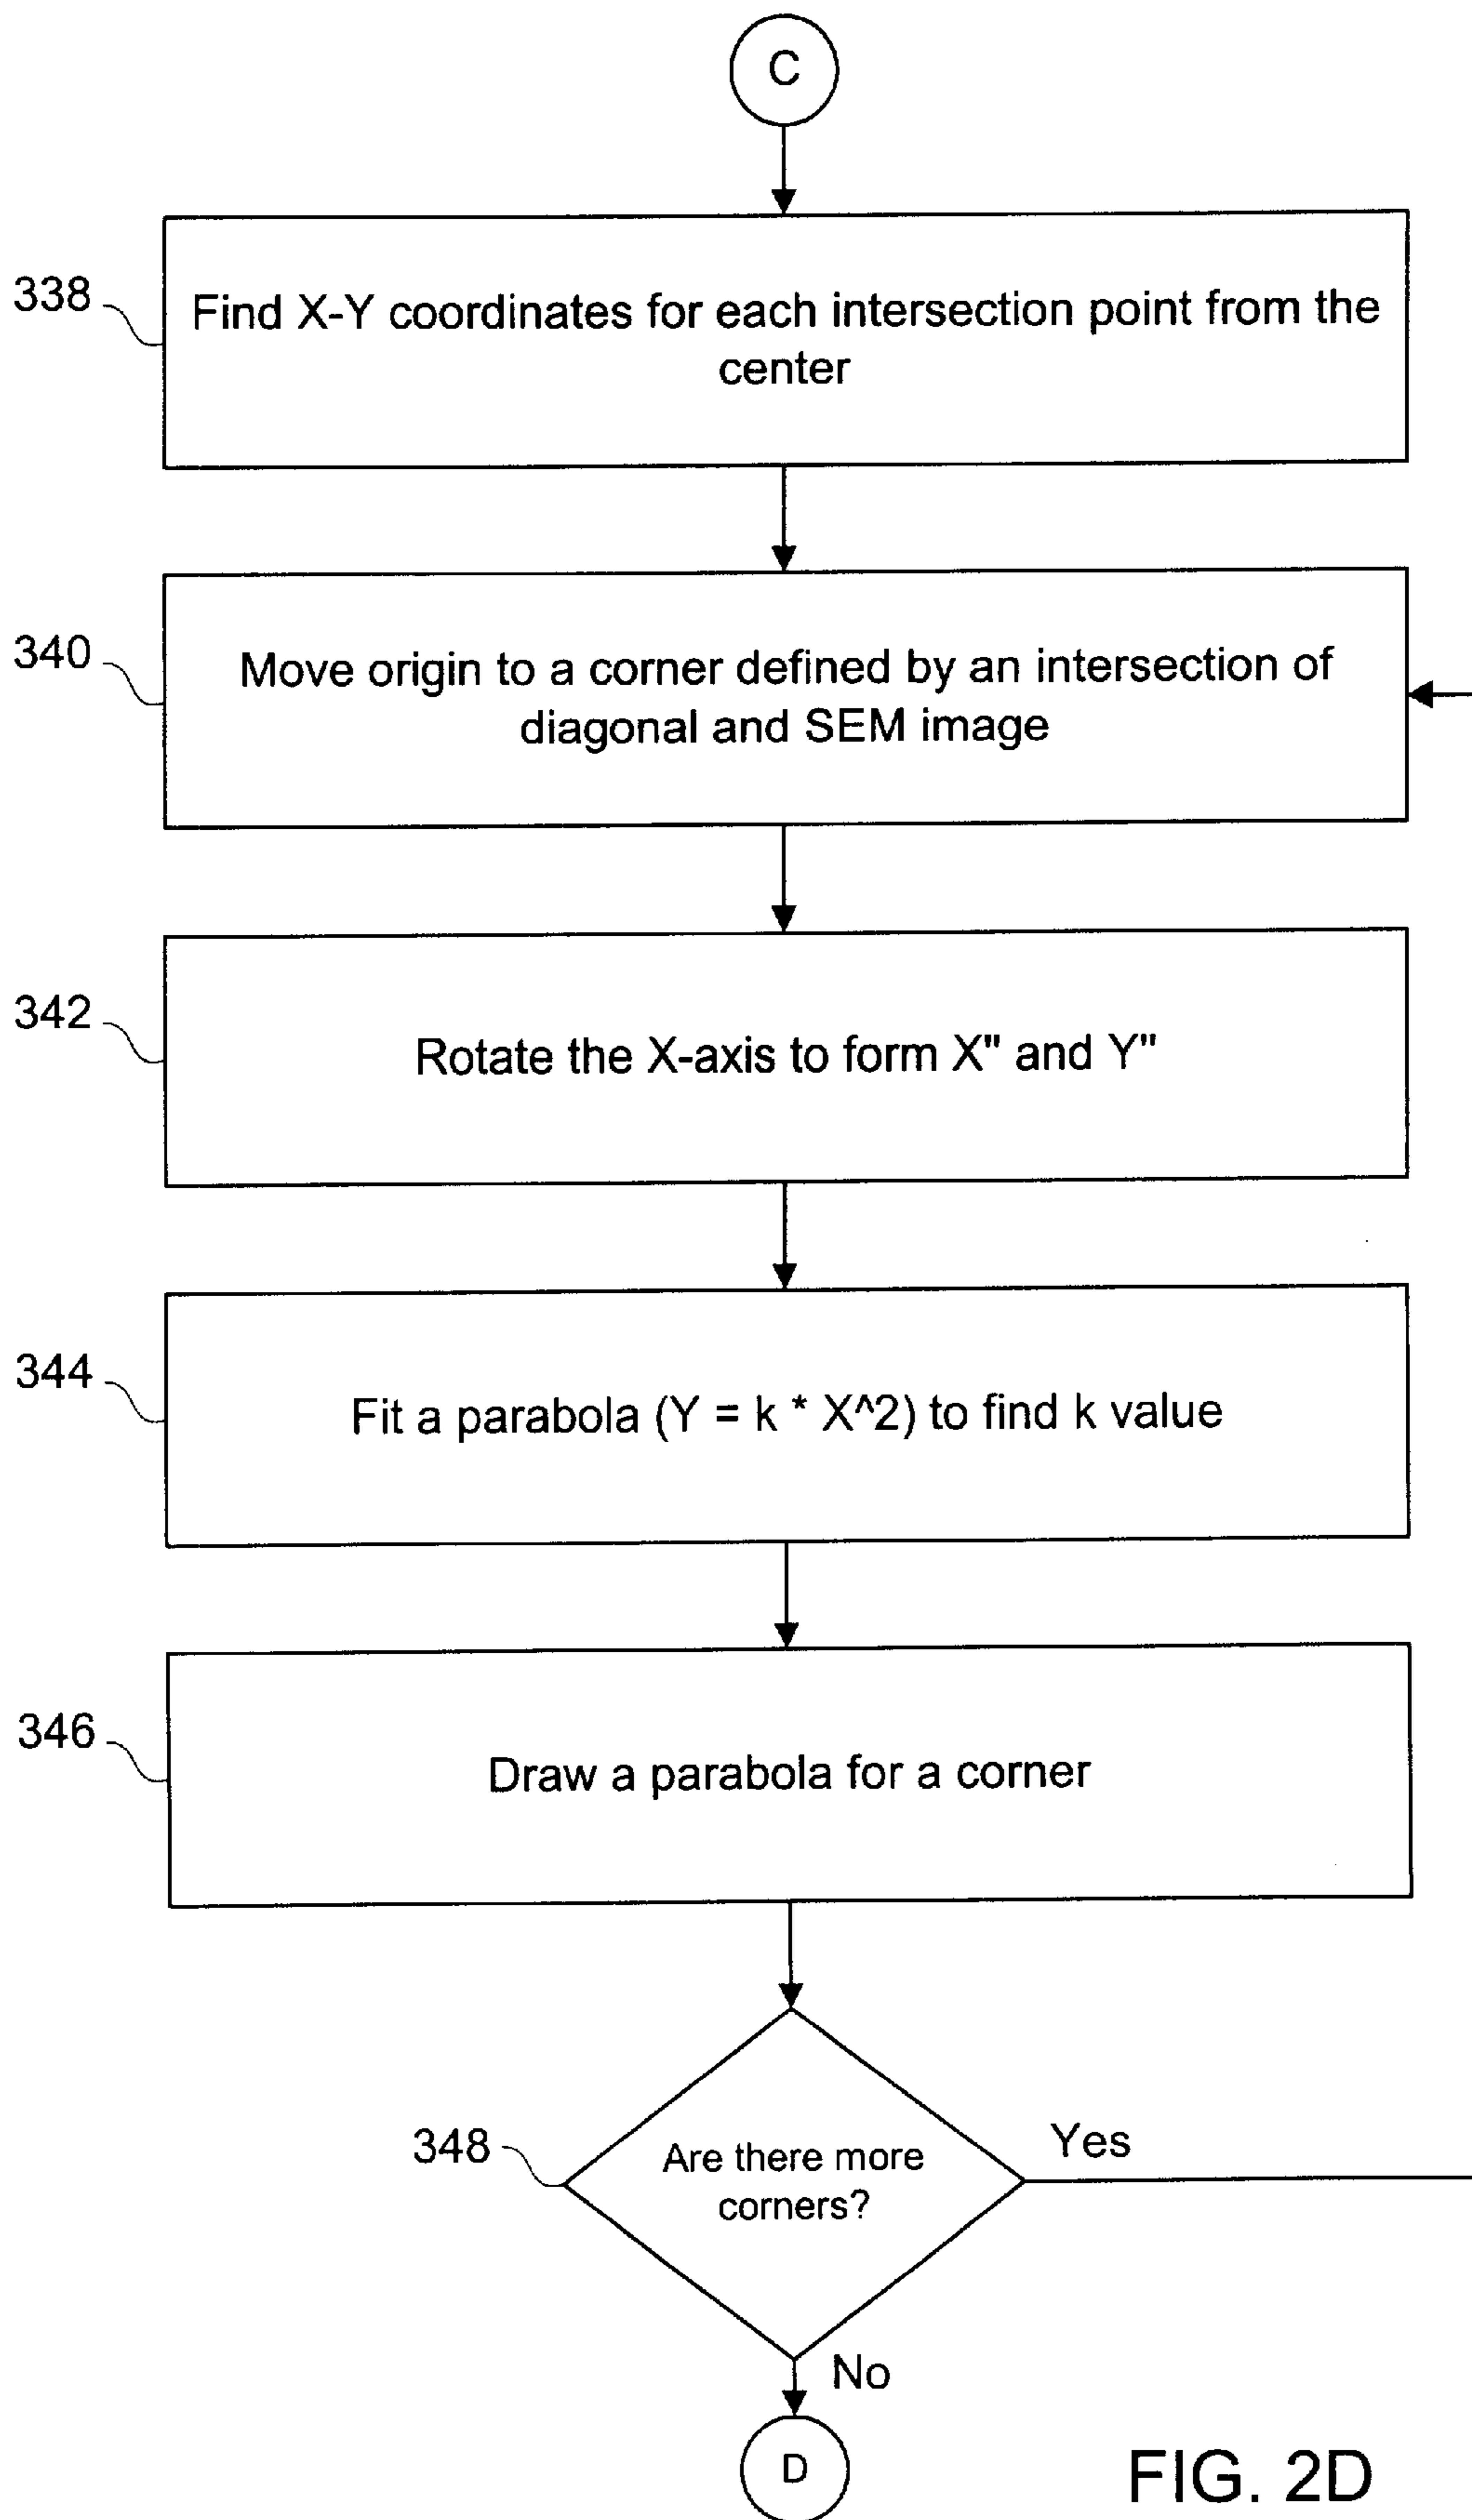 C
338
Find X-Y coordinates for each intersection point from the
center
340
Move origin to a corner defined by an intersection of
diagonal and SEM image
342
Rotate the X-axis to form X" and Y"
344
Fit a parabola (Y = k * X^2) to find k value
346
Draw a parabola for a corner
348
Are there more
corners?
Yes
No
D
FIG. 2D